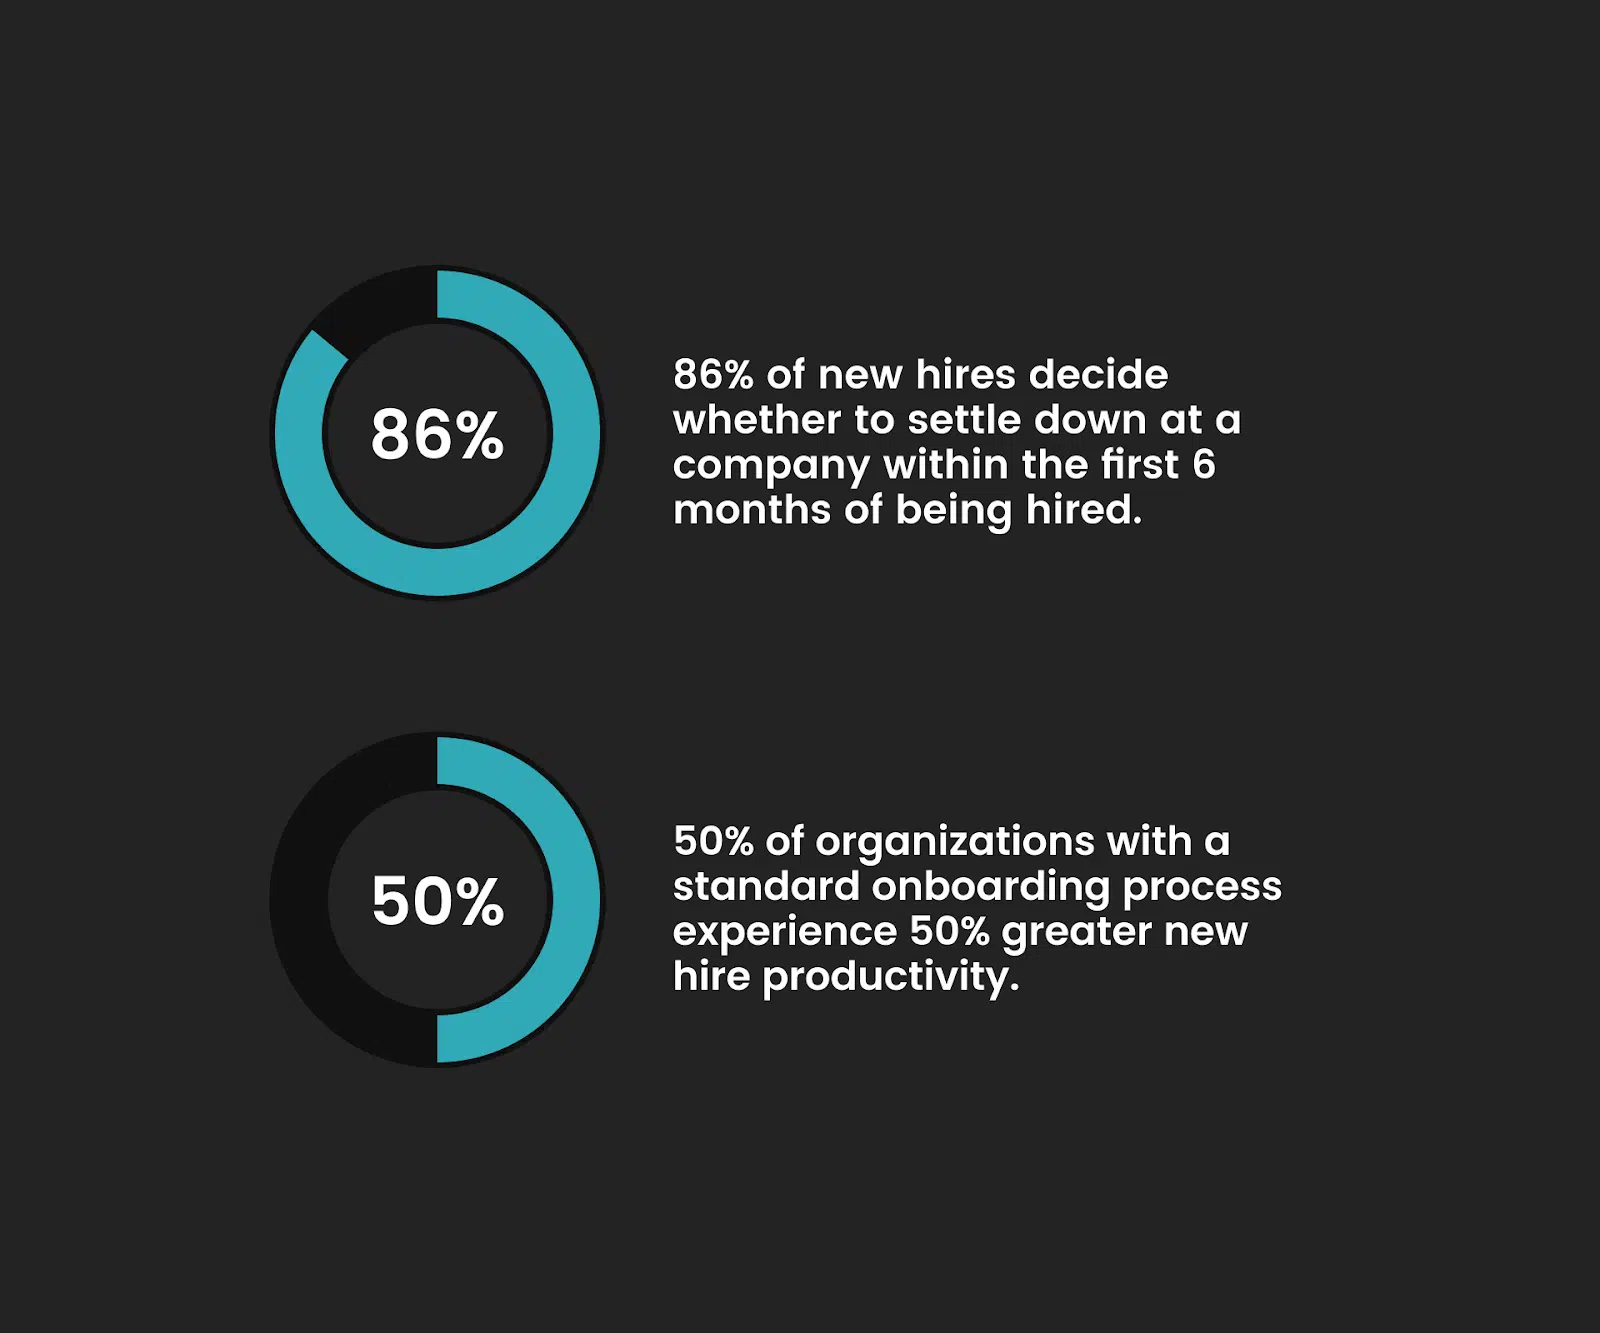 86%
86% of new hires decide
whether to settle down at a
company within the first 6
months of being hired.
50%
50% of organizations with a
standard onboarding process
experience 50% greater new
hire productivity.